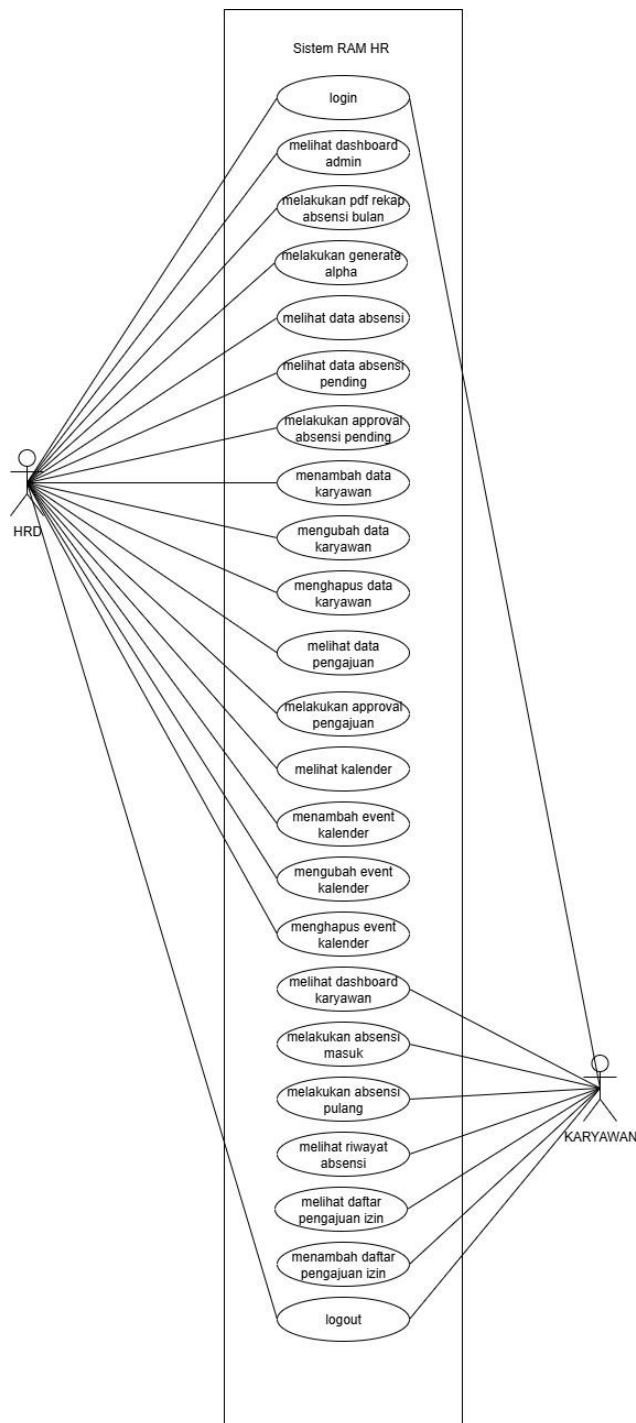 Sistem RAM HR
login
melihat dashboard
admin
melakukan pdf rekap
absensi bulan
melakukan generate
alpha
melihat data absensi
melihat data absensi
pending
melakukan approval
absensi pending
menambah data
karyawan
HRD
mengubah data
karyawan
menghapus data
karyawan
melihat data
pengajuan
melakukan approval
pengajuan
melihat kalender
menambah event
kalender
mengubah event
kalender
menghapus event
kalender
melihat dashboard
karyawan
melakukan absensi
masuk
melakukan absensi
pulang
KARYAWAN
melihat riwayat
absensi
melihat daftar
pengajuan izin
menambah daftar
pengajuan izin
logout